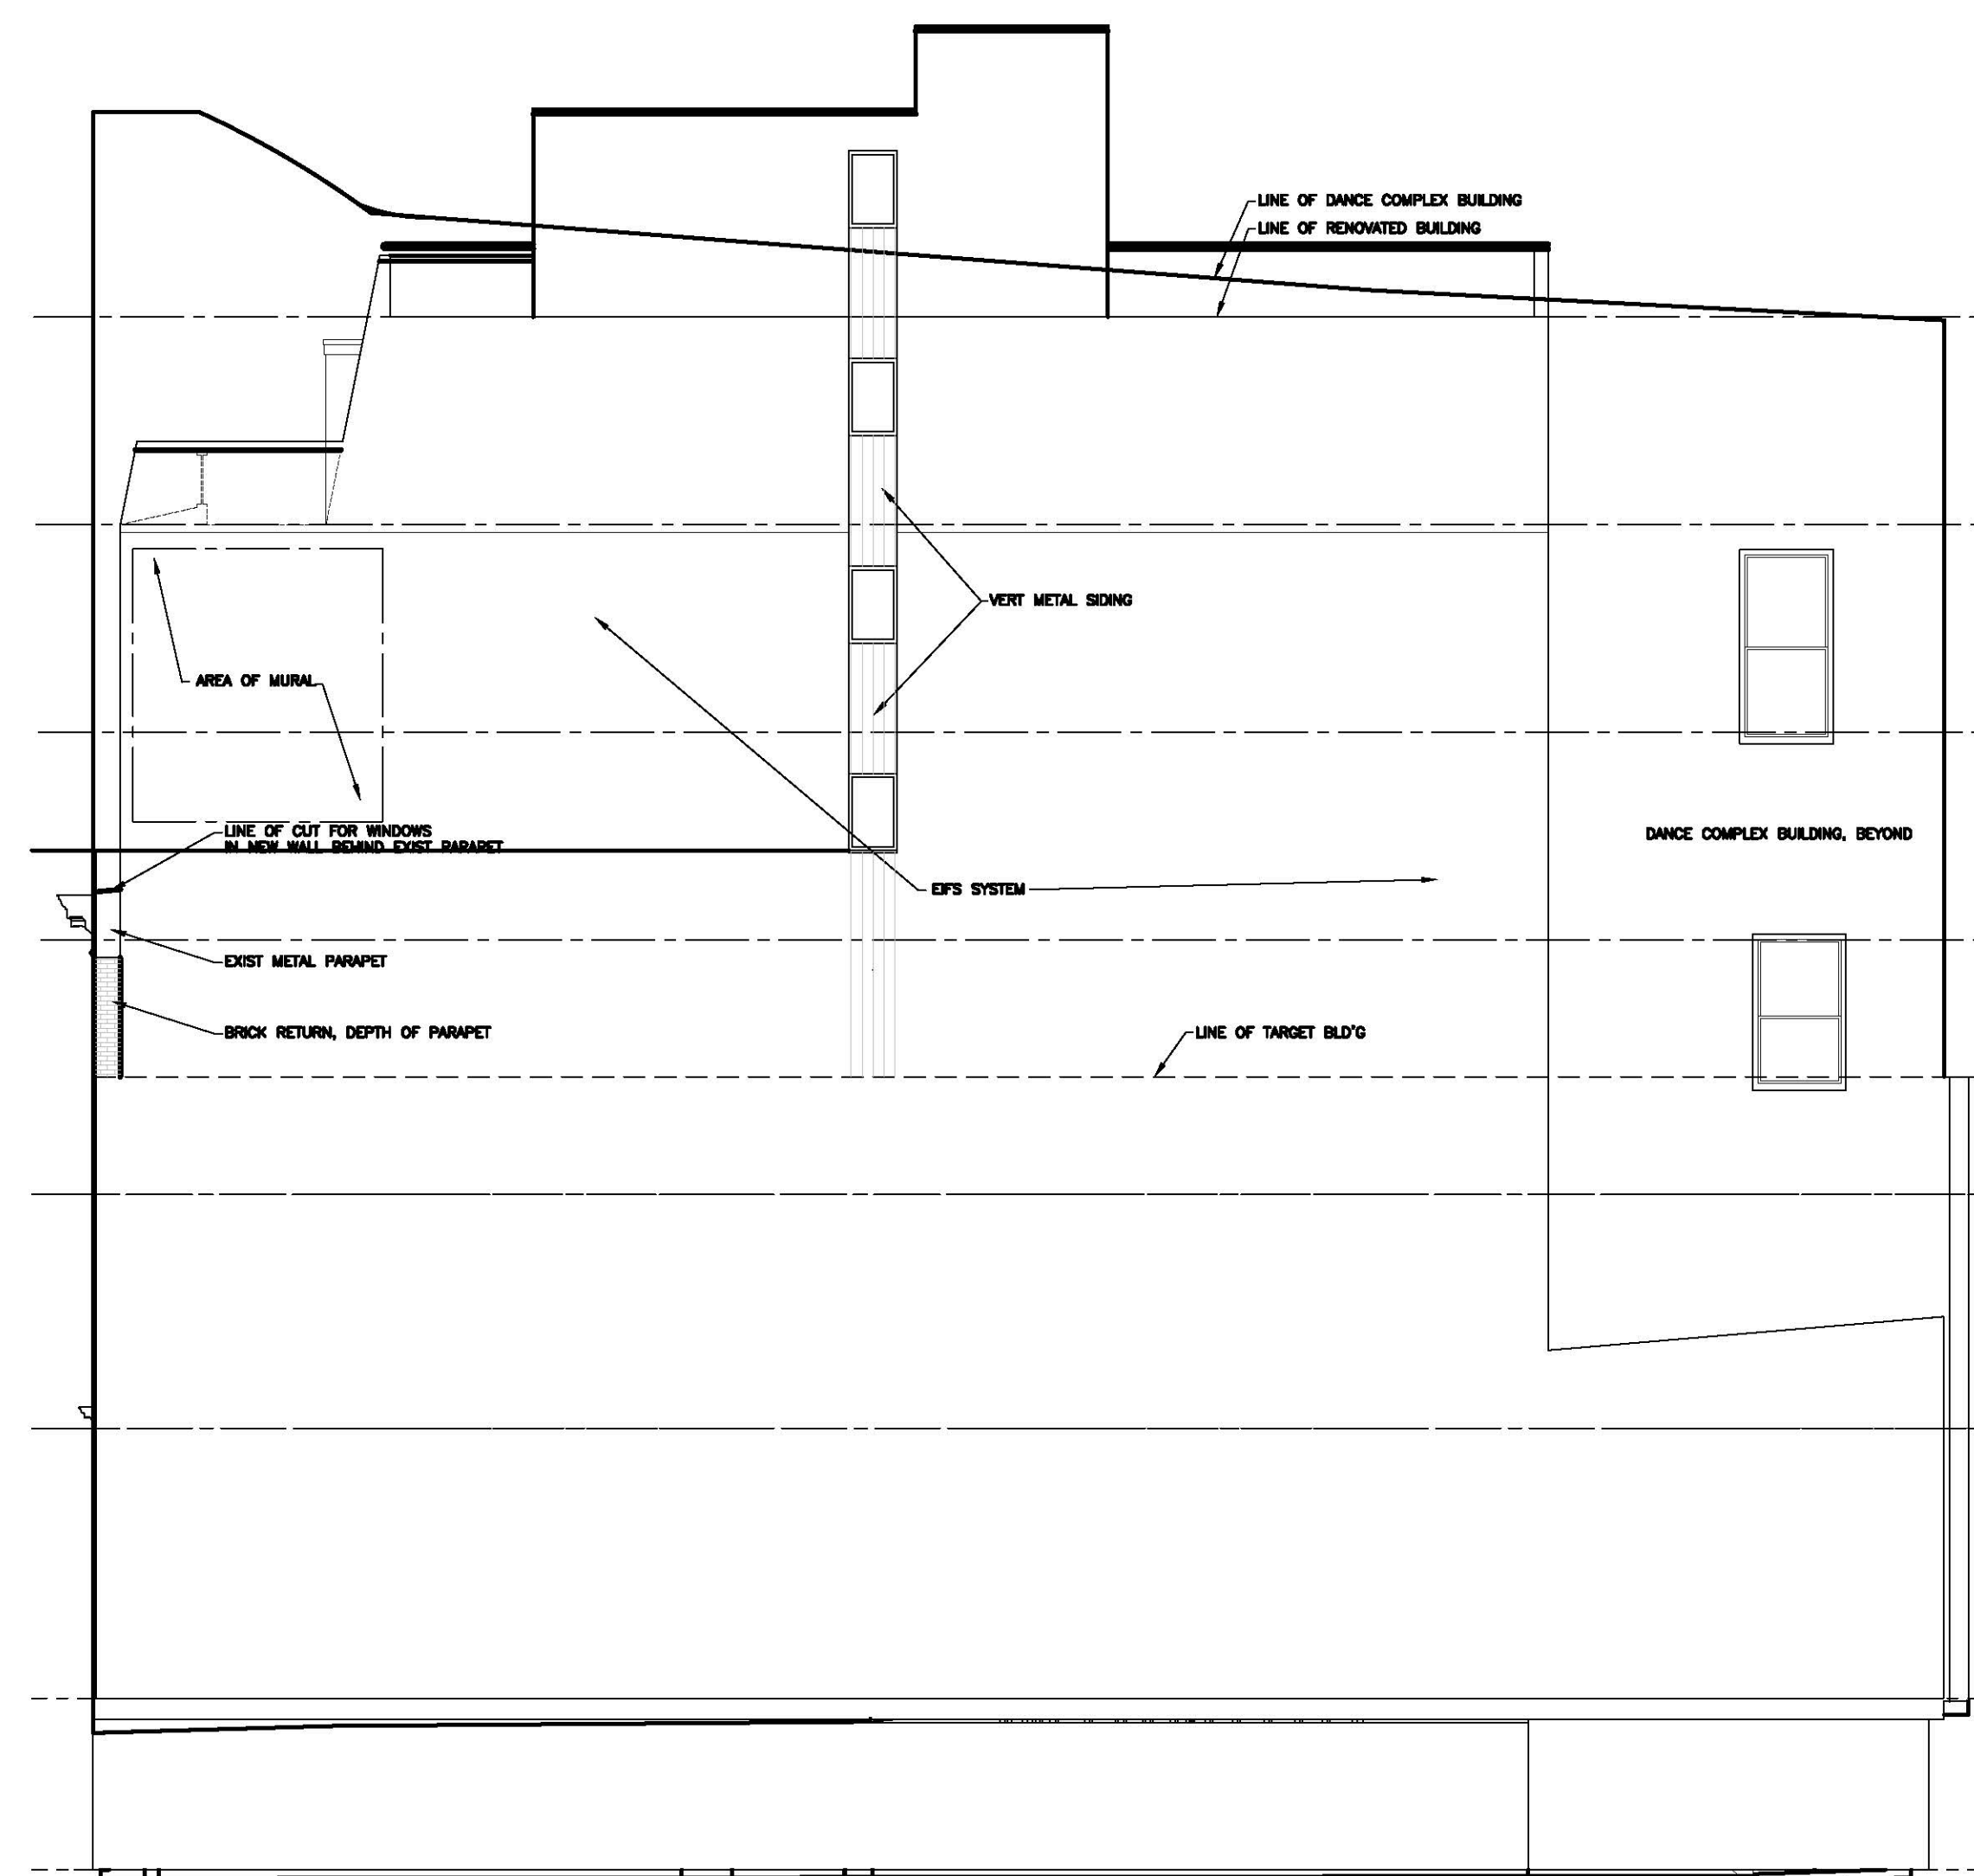 LINE OF DANCE COMPLEX BUILDING
LINE OF RENOVATED BUILDING
VERT METAL SIDING
AREA OF MURAL
LINE OF CUT FOR WINDOWS
IN NEW WALL BEHIND EXIST PARAPET
DANCE COMPLEX BUILDING, BEYOND
EIFS SYSTEM
EXIST METAL PARAPET
BRICK RETURN, DEPTH OF PARAPET
LINE OF TARGET BLD'G